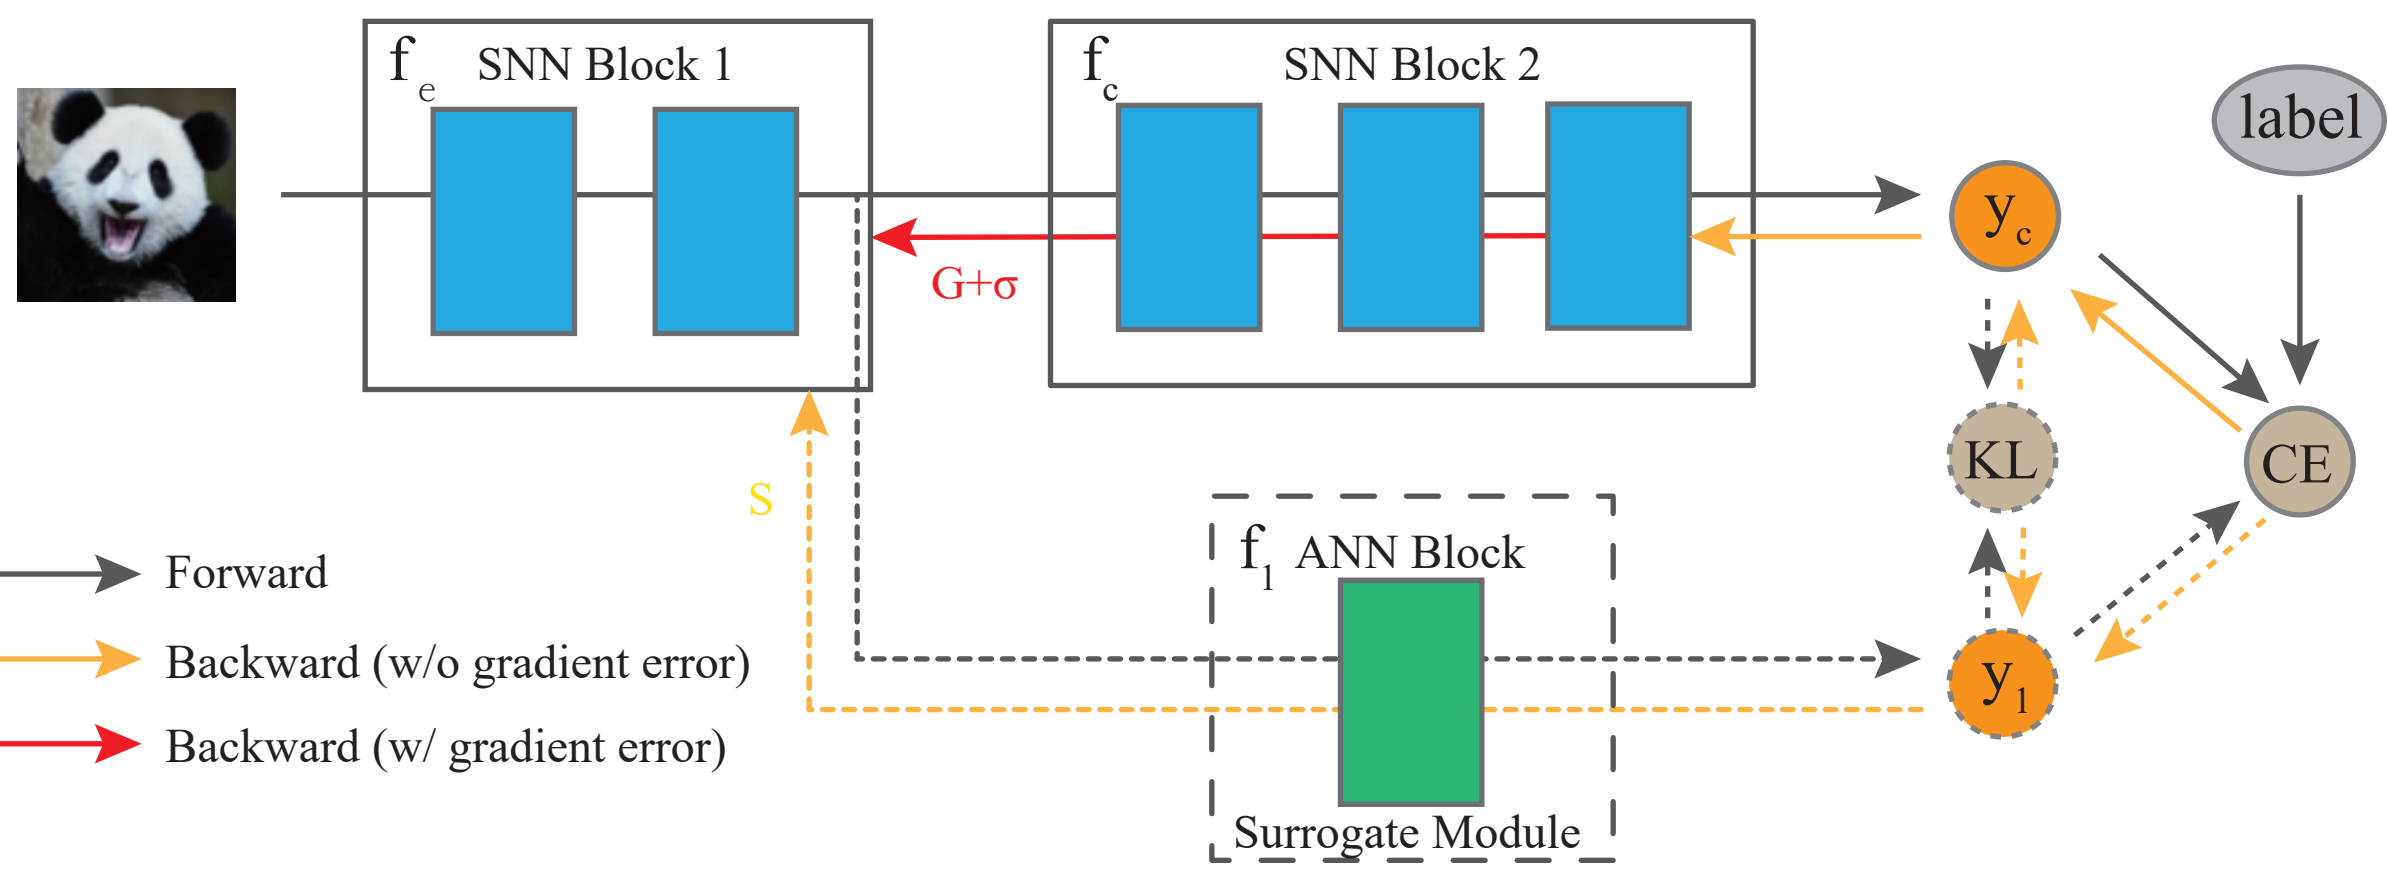 f e SNN Block 1
f c SNN Block 2
label
y c
G+σ
KL
CE
S
f 1 ANN Block
Forward
Backward (w/o gradient error)
y 1
Backward (w/ gradient error)
Surrogate Module